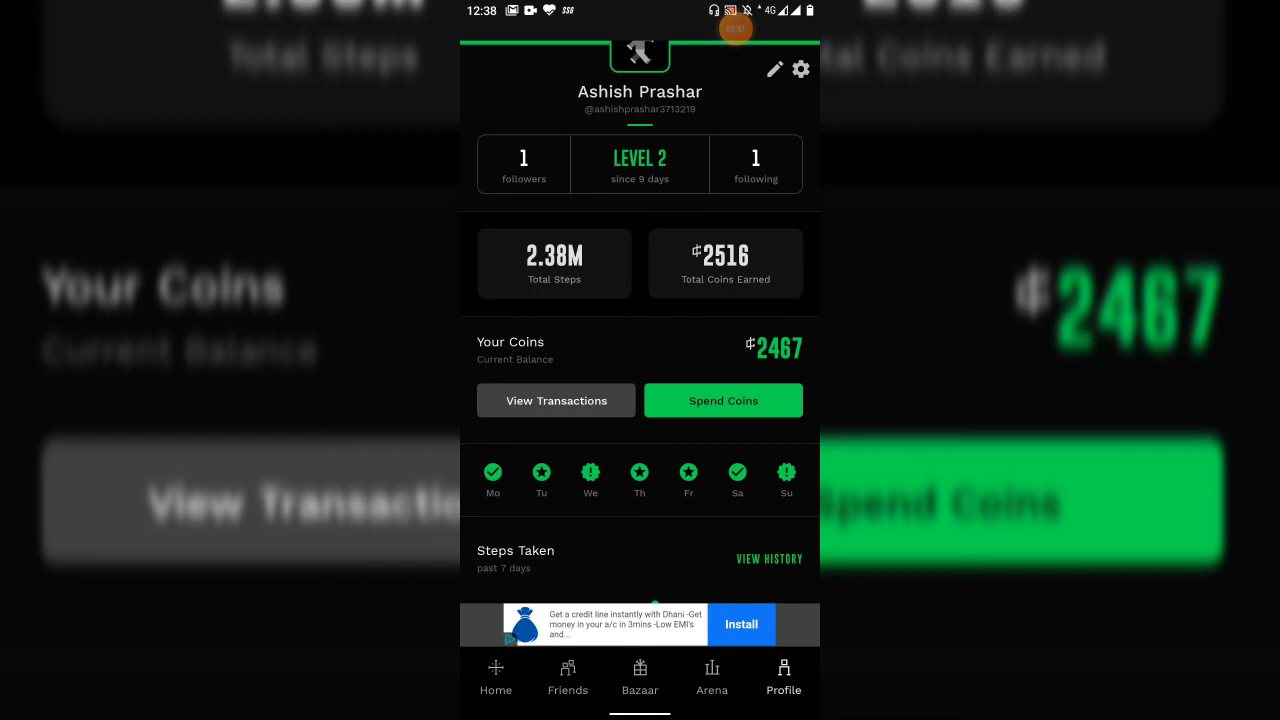 12:38
4G
02:51
Ashish Prashar
@ashishprashar3713219
1
followers
LEVEL 2
since 9 days
1
following
2.38M
Total Steps
¢2516
Total Coins Earned
Your Coins
Current Balance
¢2467
View Transactions
Spend Coins
Mo
Tu
We
Th
Fr
Sa
Su
Steps Taken
past 7 days
VIEW HISTORY
Get a credit line instantly with Dhani -Get
money in your a/c in 3mins -Low EMI's
and...
Install
Home
Friends
Bazaar
Arena
Profile
Total Steps
tal Coins Earned
Your Coins
Current Balance
¢2467
View Transactio
Spend Coins